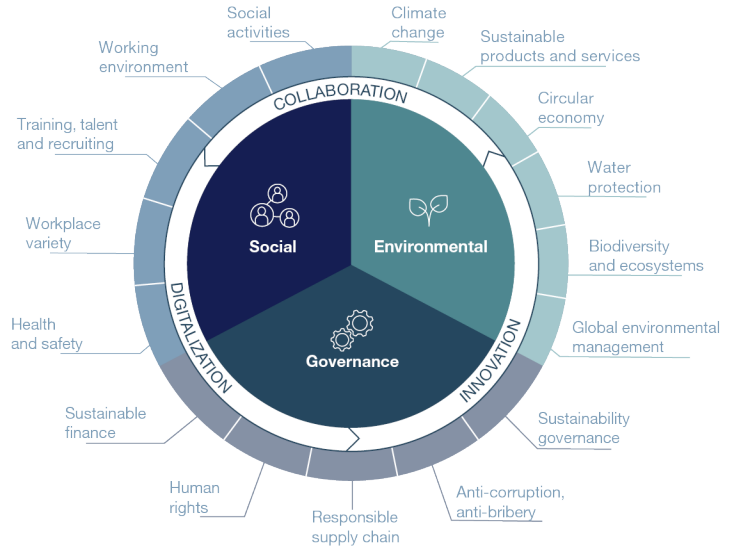 Social
activities
Climate
change
Sustainable
products and services
Working
environment
Circular
economy
COLLABORATION
Training, talent
and recruiting
Water
protection
Workplace
variety
Social
Environmental
Biodiversity
and ecosystems
Health
and safety
DIGITALIZATION
Governance
INNOVATION
Global environmental
management
Sustainable
finance
Sustainability
governance
Human
rights
Responsible
supply chain
Anti-corruption,
anti-bribery